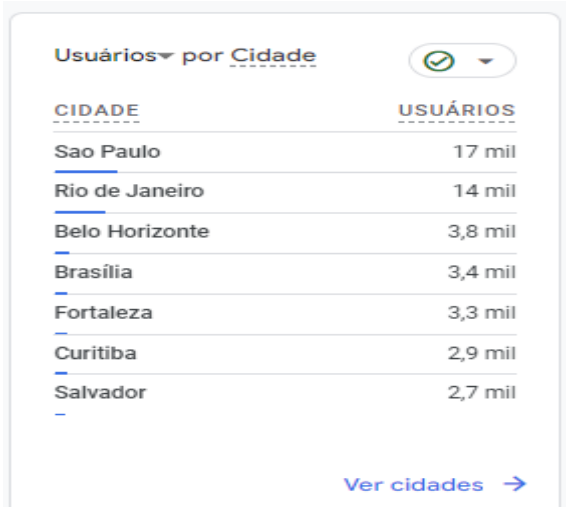 Usuários por Cidade
CIDADE USUÁRIOS
Sao Paulo 17 mil
Rio de Janeiro 14 mil
Belo Horizonte 3,8 mil
Brasília 3,4 mil
Fortaleza 3,3 mil
Curitiba 2,9 mil
Salvador 2,7 mil
Ver cidades